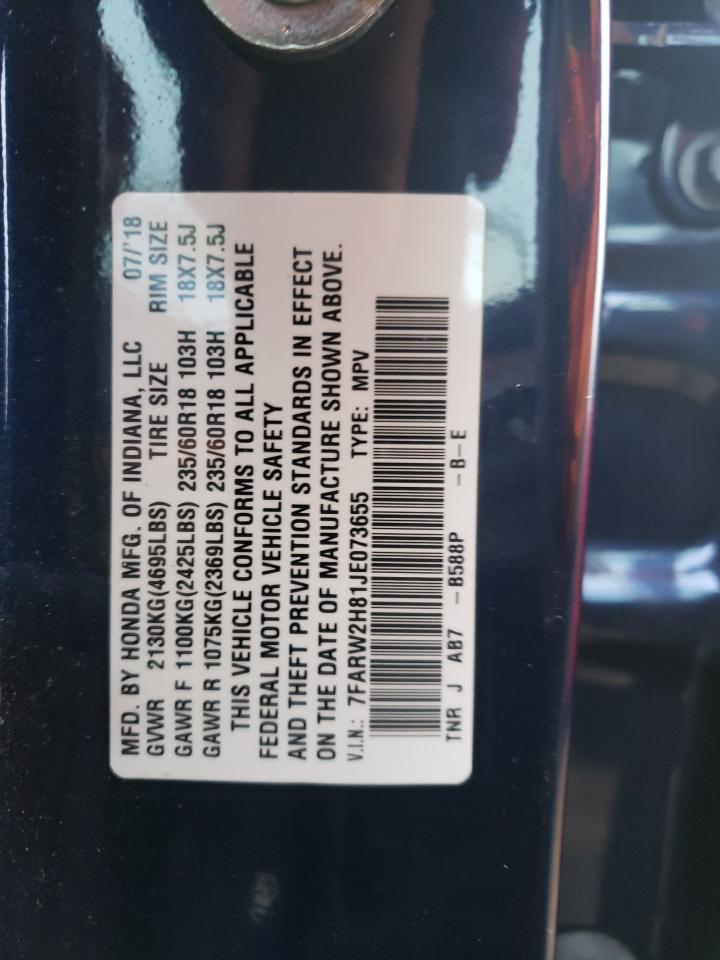 MFD. BY HONDA MFG. OF INDIANA, LLC 07/'18
GVWR 2130KG(4695LBS) TIRE SIZE RIM SIZE
GAWR F 1100KG(2425LBS) 235/60R18 103H 18X7.5J
GAWR R 1075KG(2369LBS) 235/60R18 103H 18X7.5J
THIS VEHICLE CONFORMS TO ALL APPLICABLE
FEDERAL MOTOR VEHICLE SAFETY
AND THEFT PREVENTION STANDARDS IN EFFECT
ON THE DATE OF MANUFACTURE SHOWN ABOVE.
V.I.N.: 7FARW2H81JE073655 TYPE: MPV
TNR J AB7 -B588P -B-E